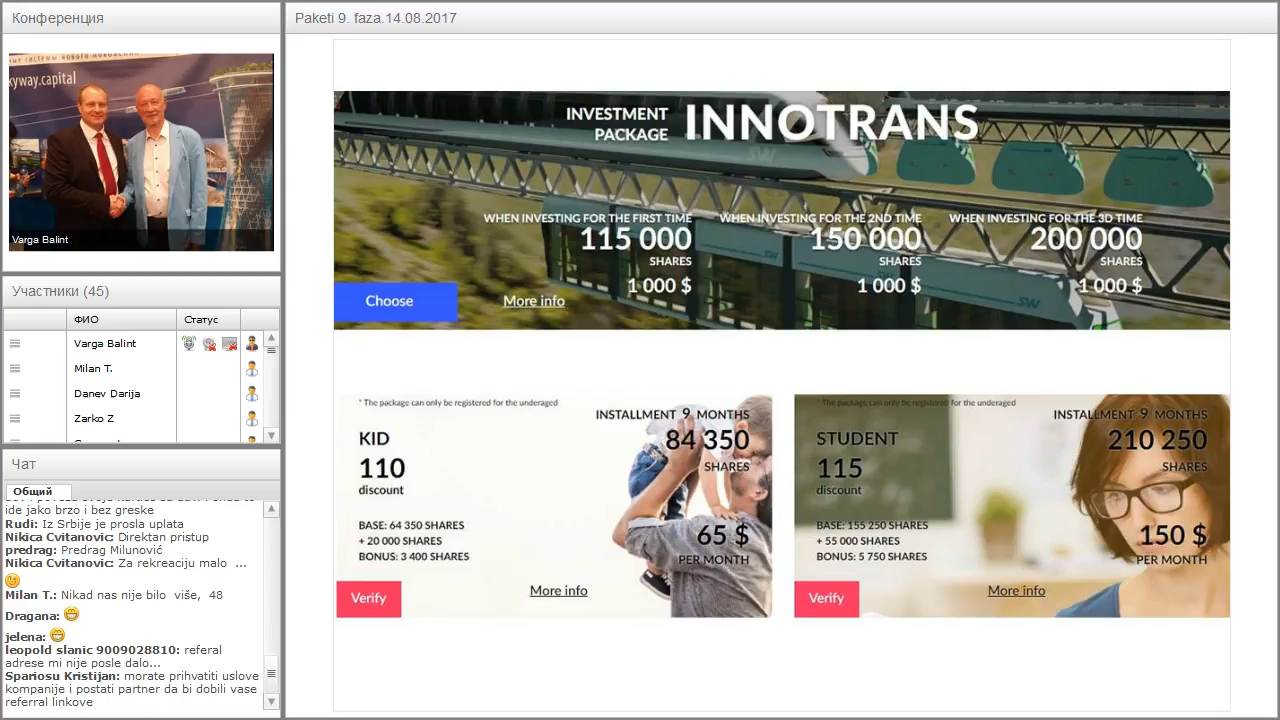 Конференция
kyway.capital
Varga Balint
Участники (45)
ФИО
Статус
Varga Balint
Milan T.
Danev Darija
Zarko Z
Чат
Общий
ide jako brzo i bez greske
Rudi: Iz Srbije je prosla uplata
Nikica Cvitanovic: Direktan pristup
predrag: Predrag Milunović
Nikica Cvitanovic: Za rekreaciju malo ...
Milan T.: Nikad nas nije bilo više, 48
Dragana:
jelena:
leopold slanic 9009028810: referal
adrese mi nije posle dalo...
Spariosu Kristijan: morate prihvatiti uslove
kompanije i postati partner da bi dobili vase
referral linkove
Paketi 9. faza.14.08.2017
INVESTMENT
PACKAGE
INNOTRANS
WHEN INVESTING FOR THE FIRST TIME
115 000
SHARES
1 000 $
WHEN INVESTING FOR THE 2ND TIME
150 000
SHARES
1 000 $
WHEN INVESTING FOR THE 3D TIME
200 000
SHARES
1 000 $
Choose
More info
* The package can only be registered for the underaged
INSTALLMENT 9 MONTHS
KID
84 350
SHARES
110
discount
BASE: 64 350 SHARES
+ 20 000 SHARES
BONUS: 3 400 SHARES
65 $
PER MONTH
More info
Verify
* The package can only be registered for the underaged
INSTALLMENT 9 MONTHS
STUDENT
210 250
SHARES
115
discount
BASE: 155 250 SHARES
+ 55 000 SHARES
BONUS: 5 750 SHARES
150 $
PER MONTH
More info
Verify